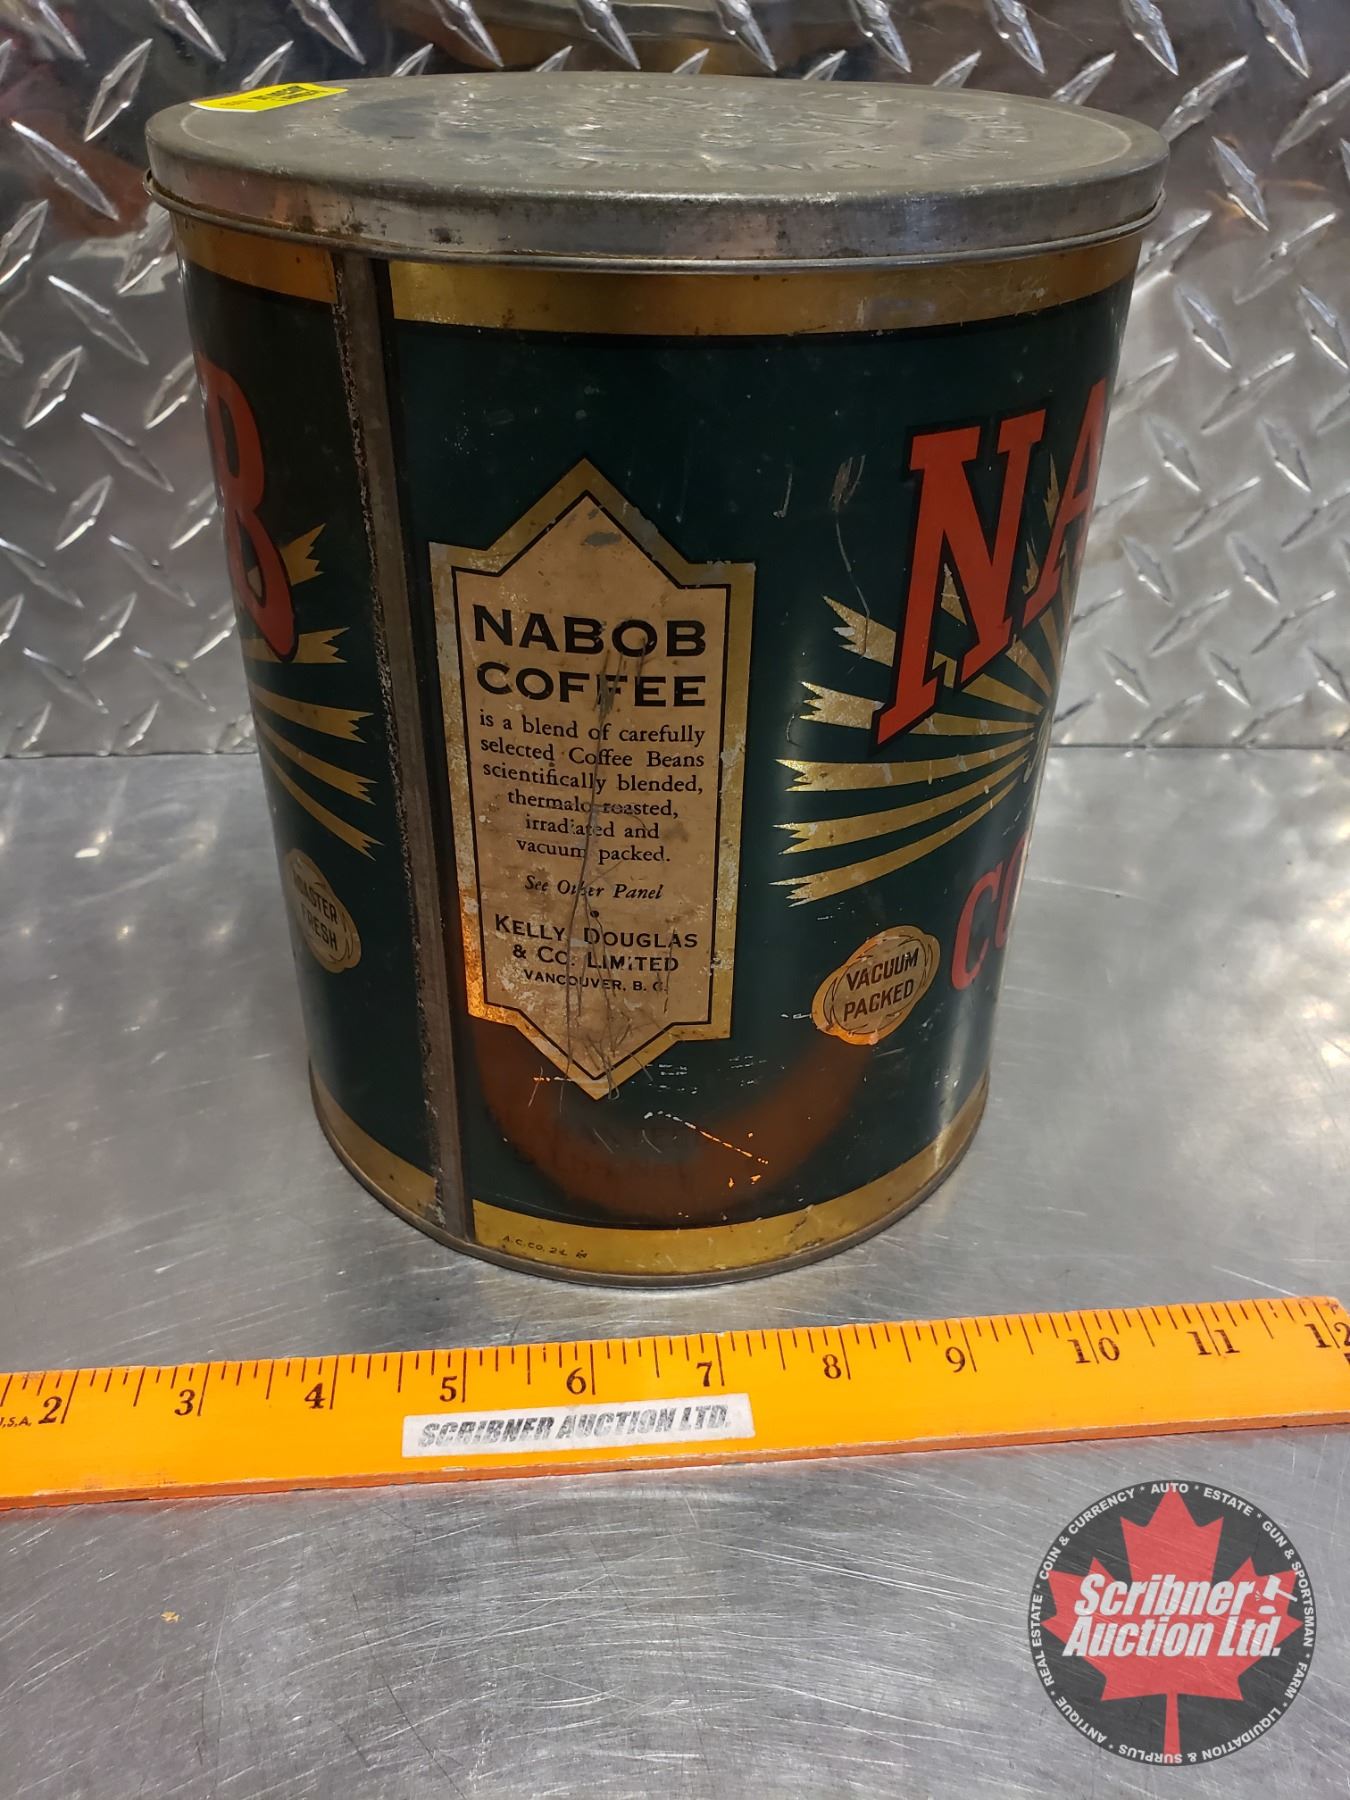 B
ROASTER
FRESH
NABOB
COFFEE
is a blend of carefully
selected Coffee Beans
scientifically blended,
thermalo roasted,
irradiated and
vacuum packed.
See Other Panel
KELLY, DOUGLAS
& CO. LIMITED
VANCOUVER, B. C.
NA
VACUUM
PACKED
A.C.CO. 2
U.S.A. 2 3 4 5 6 7 8 9 10 11 12
SCRIBNER AUCTION LTD.
COIN & CURRENCY * AUTO * ESTATE * GUN & SPORTSMAN * FARM * LIQUIDATION & SURPLUS * ANTIQUE * REAL ESTATE *
Scribner
Auction Ltd.